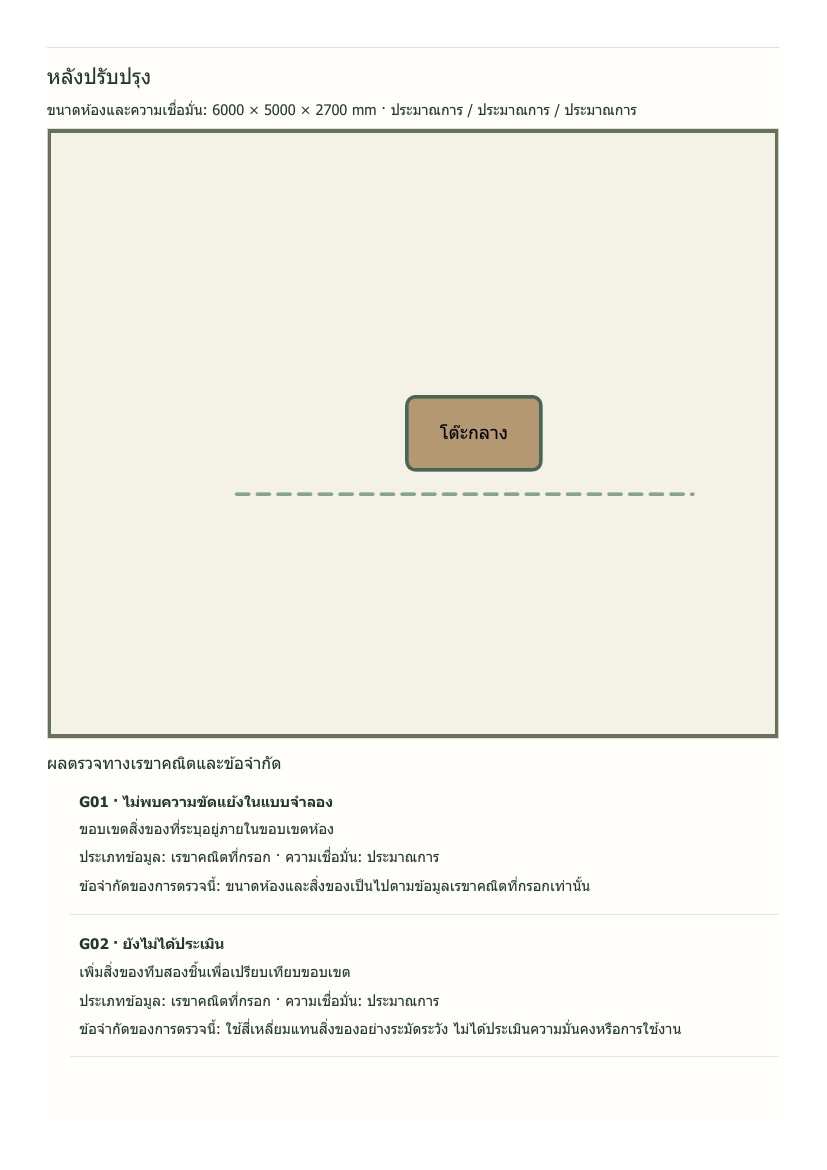 หลังปรับปรุง
ขนาดห้องและความเชื่อมั่น: 6000 × 5000 × 2700 mm · ประมาณการ / ประมาณการ / ประมาณการ
โต๊ะกลาง
ผลตรวจทางเรขาคณิตและข้อจำกัด
G01 · ไม่พบความขัดแย้งในแบบจำลอง
ขอบเขตสิ่งของที่ระบุอยู่ภายในขอบเขตห้อง
ประเภทข้อมูล: เรขาคณิตที่กรอก · ความเชื่อมั่น: ประมาณการ
ข้อจำกัดของการตรวจนี้: ขนาดห้องและสิ่งของเป็นไปตามข้อมูลเรขาคณิตที่กรอกเท่านั้น
G02 · ยังไม่ได้ประเมิน
เพิ่มสิ่งของทึบสองชิ้นเพื่อเปรียบเทียบขอบเขต
ประเภทข้อมูล: เรขาคณิตที่กรอก · ความเชื่อมั่น: ประมาณการ
ข้อจำกัดของการตรวจนี้: ใช้สี่เหลี่ยมแทนสิ่งของอย่างระมัดระวัง ไม่ได้ประเมินความมั่นคงหรือการใช้งาน